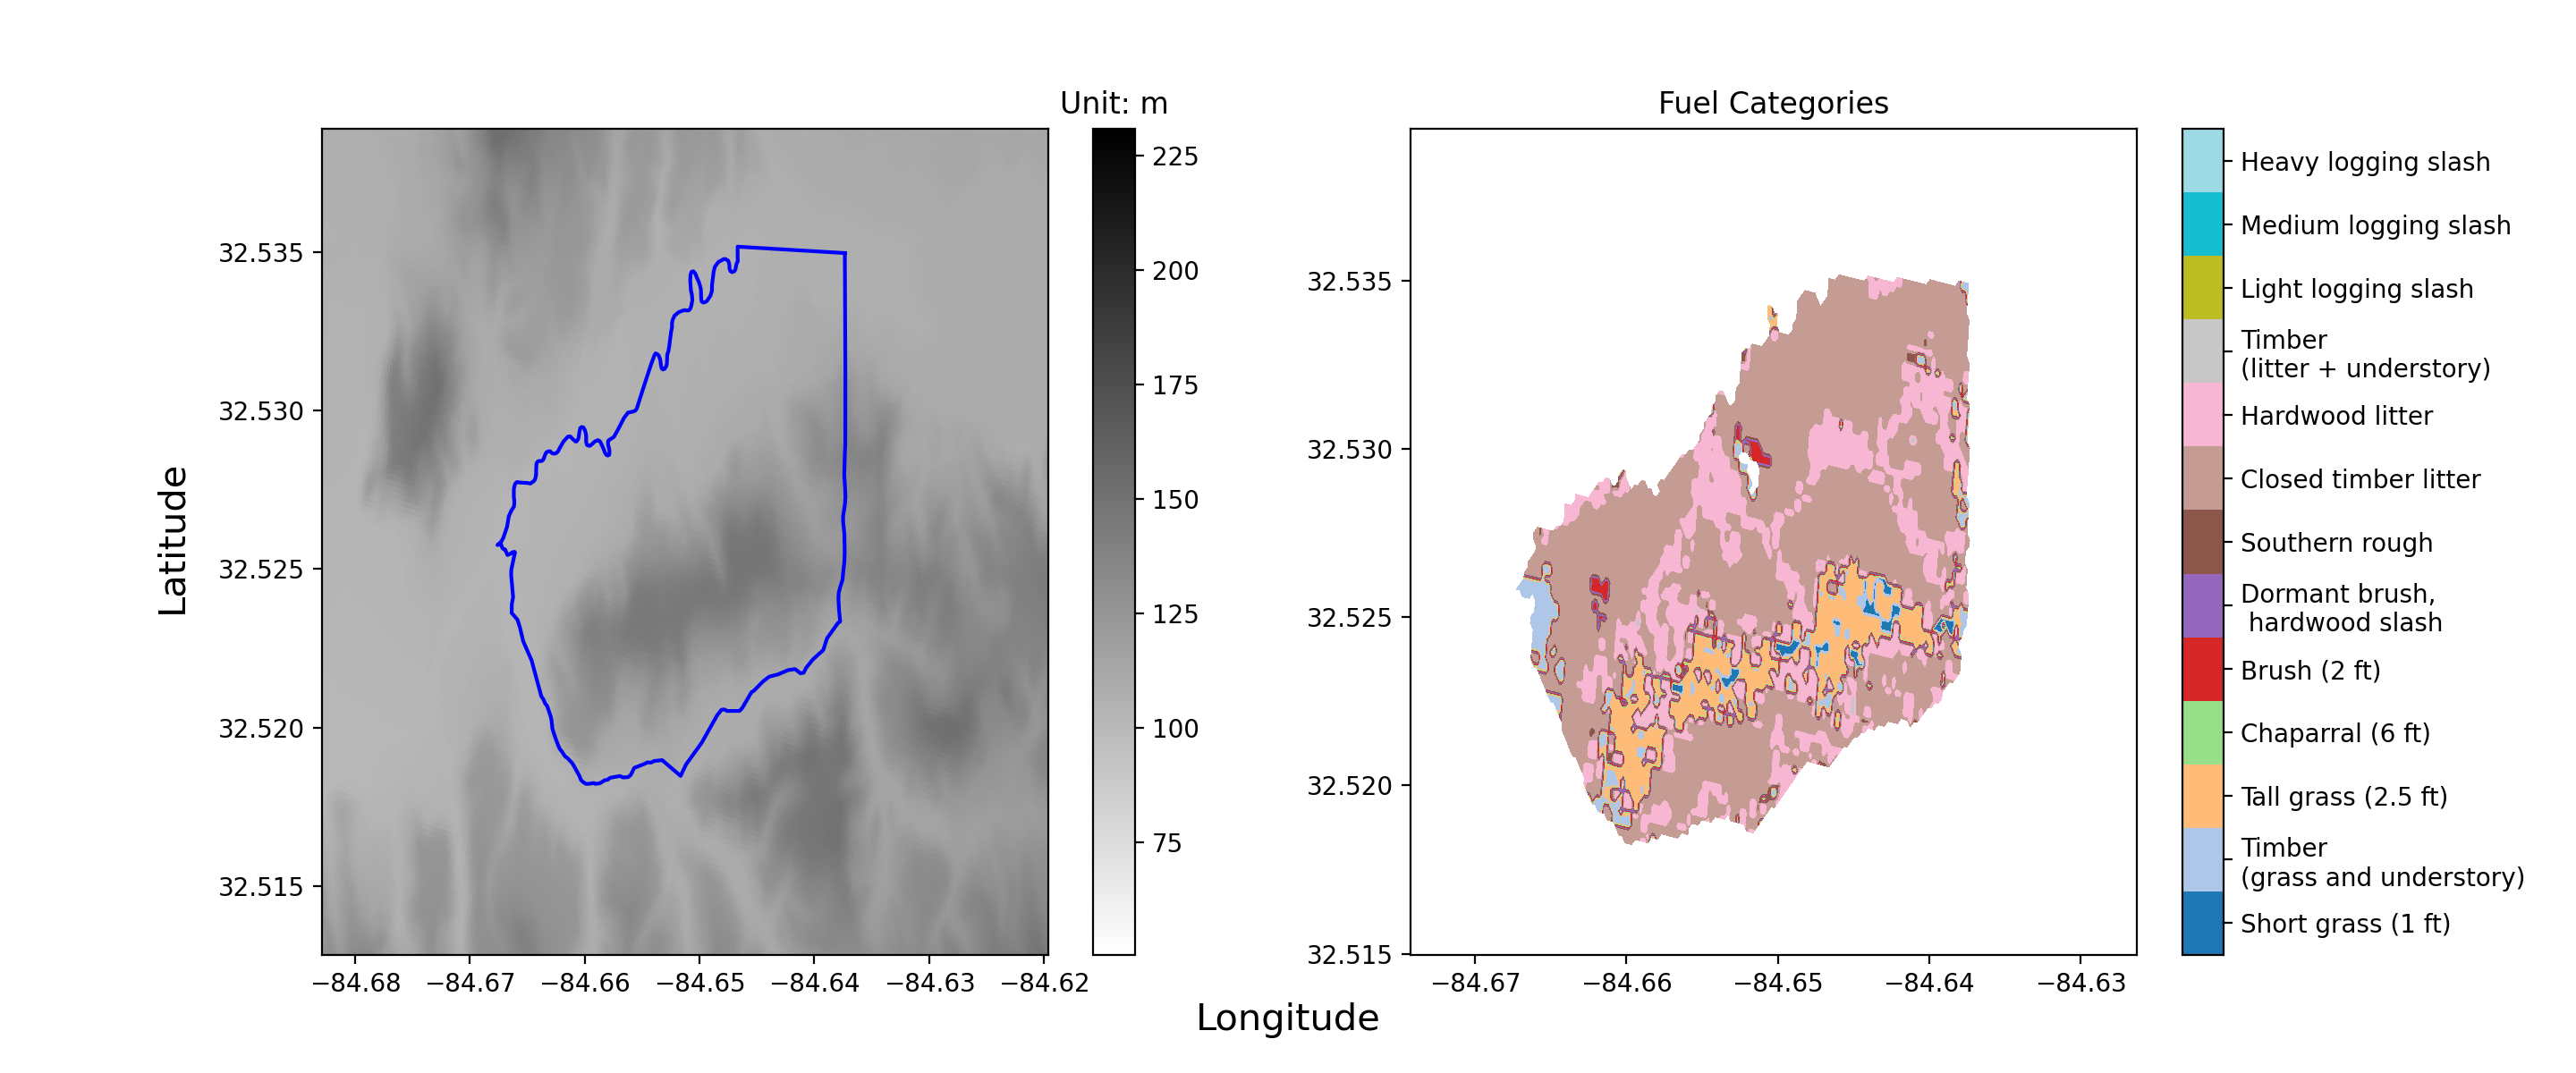 Unit: m
Fuel Categories
Latitude
32.535
32.530
32.525
32.520
32.515
−84.68
−84.67
−84.66
−84.65
−84.64
−84.63
−84.62
225
200
175
150
125
100
75
32.535
32.530
32.525
32.520
32.515
−84.67
−84.66
−84.65
−84.64
−84.63
Heavy logging slash
Medium logging slash
Light logging slash
Timber
(litter + understory)
Hardwood litter
Closed timber litter
Southern rough
Dormant brush,
hardwood slash
Brush (2 ft)
Chaparral (6 ft)
Tall grass (2.5 ft)
Timber
(grass and understory)
Short grass (1 ft)
Longitude